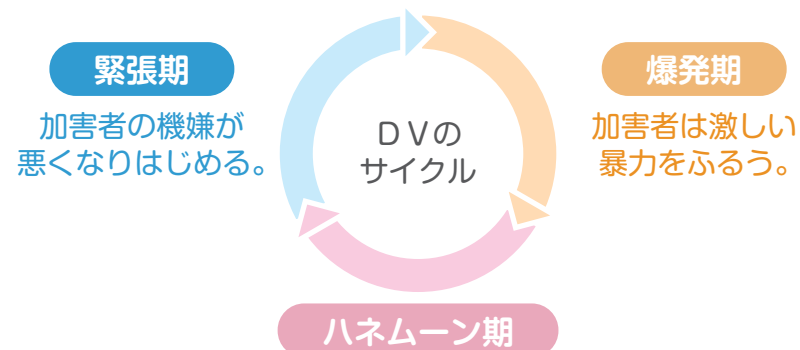 緊張期
加害者の機嫌が
悪くなりはじめる。
DVの
サイクル
爆発期
加害者は激しい
暴力をふるう。
ハネムーン期